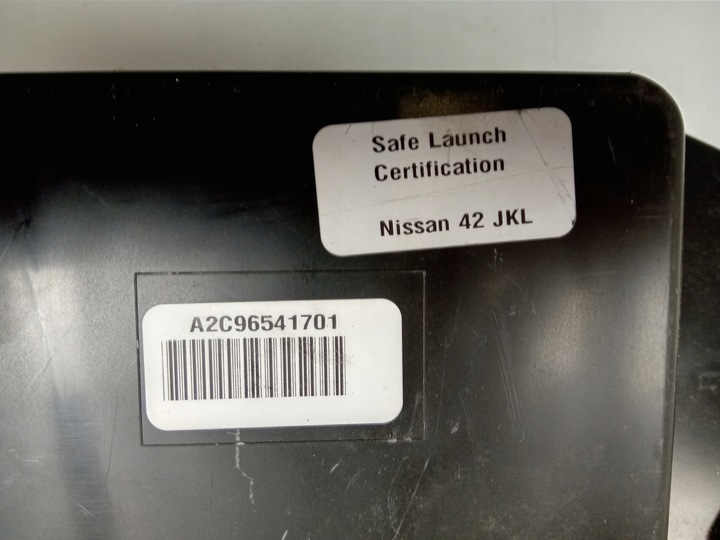 Safe Launch
Certification
Nissan 42 JKL
A2C96541701